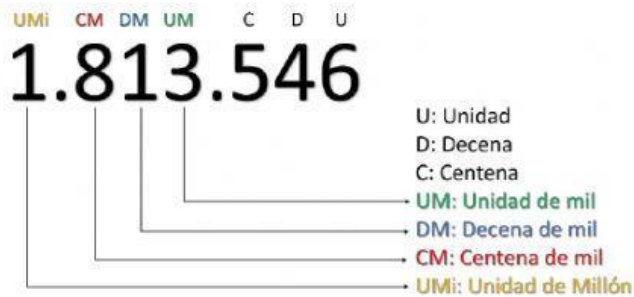 UMi CM DM UM C D U
1.813.546
U: Unidad
D: Decena
C: Centena
UM: Unidad de mil
DM: Decena de mil
CM: Centena de mil
UMi: Unidad de Millón